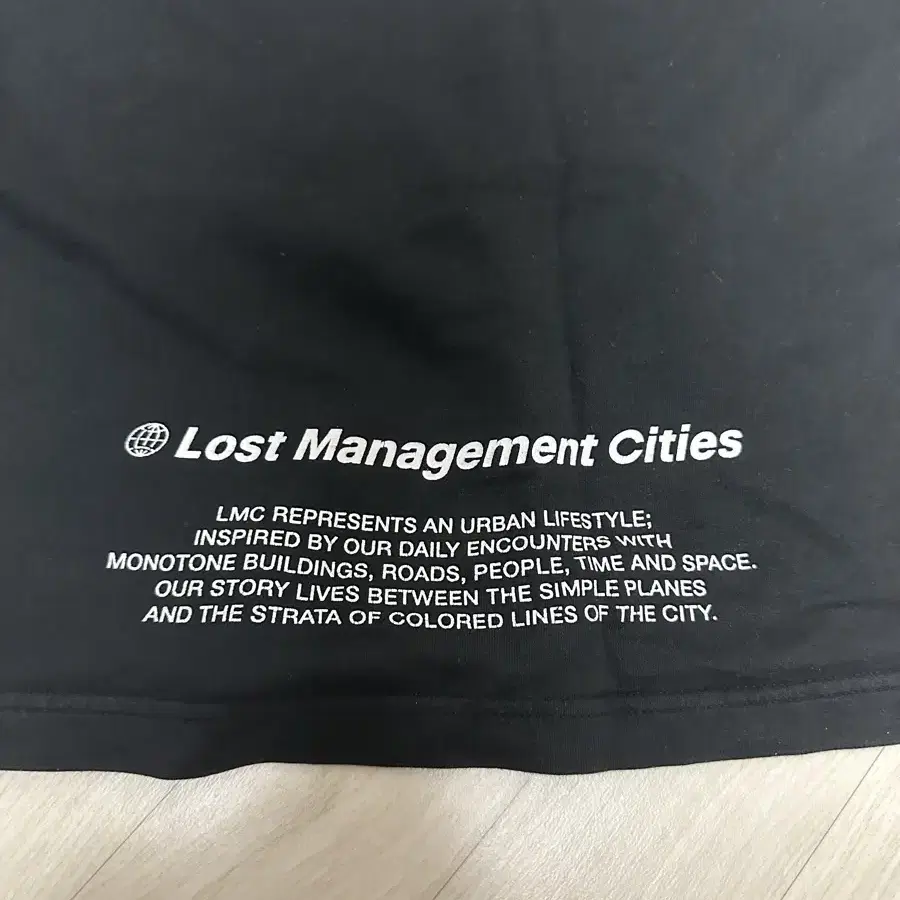 Lost Management Cities
LMC REPRESENTS AN URBAN LIFESTYLE;
INSPIRED BY OUR DAILY ENCOUNTERS WITH
MONOTONE BUILDINGS, ROADS, PEOPLE, TIME AND SPACE.
OUR STORY LIVES BETWEEN THE SIMPLE PLANES
AND THE STRATA OF COLORED LINES OF THE CITY.